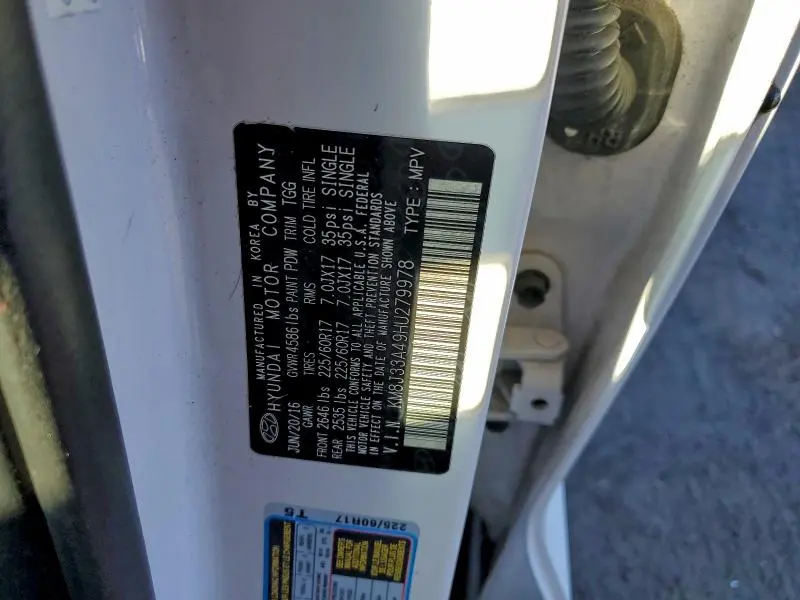 MANUFACTURED IN KOREA BY
HYUNDAI MOTOR COMPANY
JUN/20/16 GVWR 4586 lbs PAINT PDW TRIM TGG
GAWR TIRES RIMS COLD TIRE INFL
FRONT 2646 lbs 225/60R17 7.0JX17 35psi SINGLE
REAR 2535 lbs 225/60R17 7.0JX17 35psi SINGLE
THIS VEHICLE CONFORMS TO ALL APPLICABLE U.S.A. FEDERAL
MOTOR VEHICLE SAFETY AND THEFT PREVENTION STANDARDS
IN EFFECT ON THE DATE OF MANUFACTURE SHOWN ABOVE
V.I.N KM8J33A49HU279978 TYPE : MPV
225/60R17
T5
RR